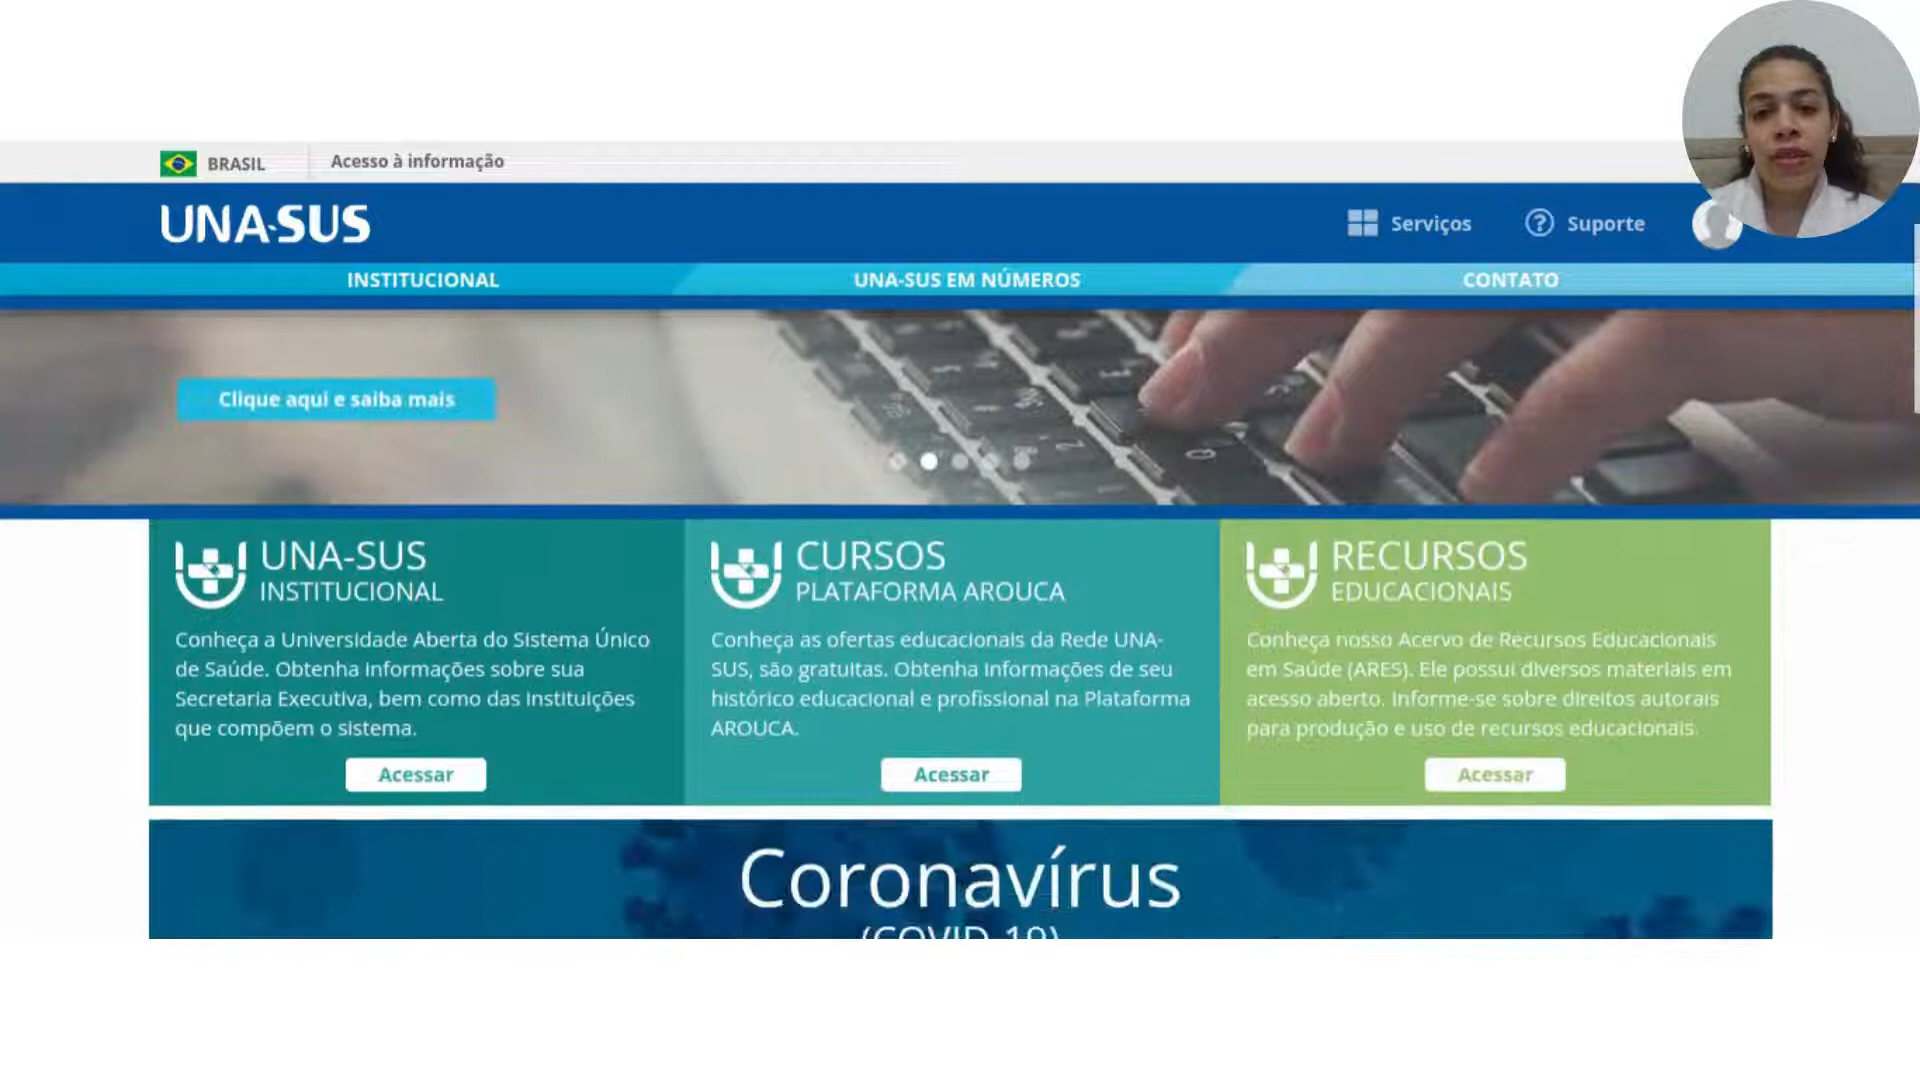 BRASIL
Acesso à informação
UNA-SUS
Serviços
Suporte
INSTITUCIONAL
UNA-SUS EM NÚMEROS
CONTATO
Clique aqui e saiba mais
UNA-SUS
INSTITUCIONAL
Conheça a Universidade Aberta do Sistema Único
de Saúde. Obtenha informações sobre sua
Secretaria Executiva, bem como das instituições
que compõem o sistema.
Acessar
CURSOS
PLATAFORMA AROUCA
Conheça as ofertas educacionais da Rede UNA-
SUS, são gratuitas. Obtenha informações de seu
histórico educacional e profissional na Plataforma
AROUCA.
Acessar
RECURSOS
EDUCACIONAIS
Conheça nosso Acervo de Recursos Educacionais
em Saúde (ARES). Ele possui diversos materiais em
acesso aberto. Informe-se sobre direitos autorais
para produção e uso de recursos educacionais.
Acessar
Coronavírus
(COVID-19)